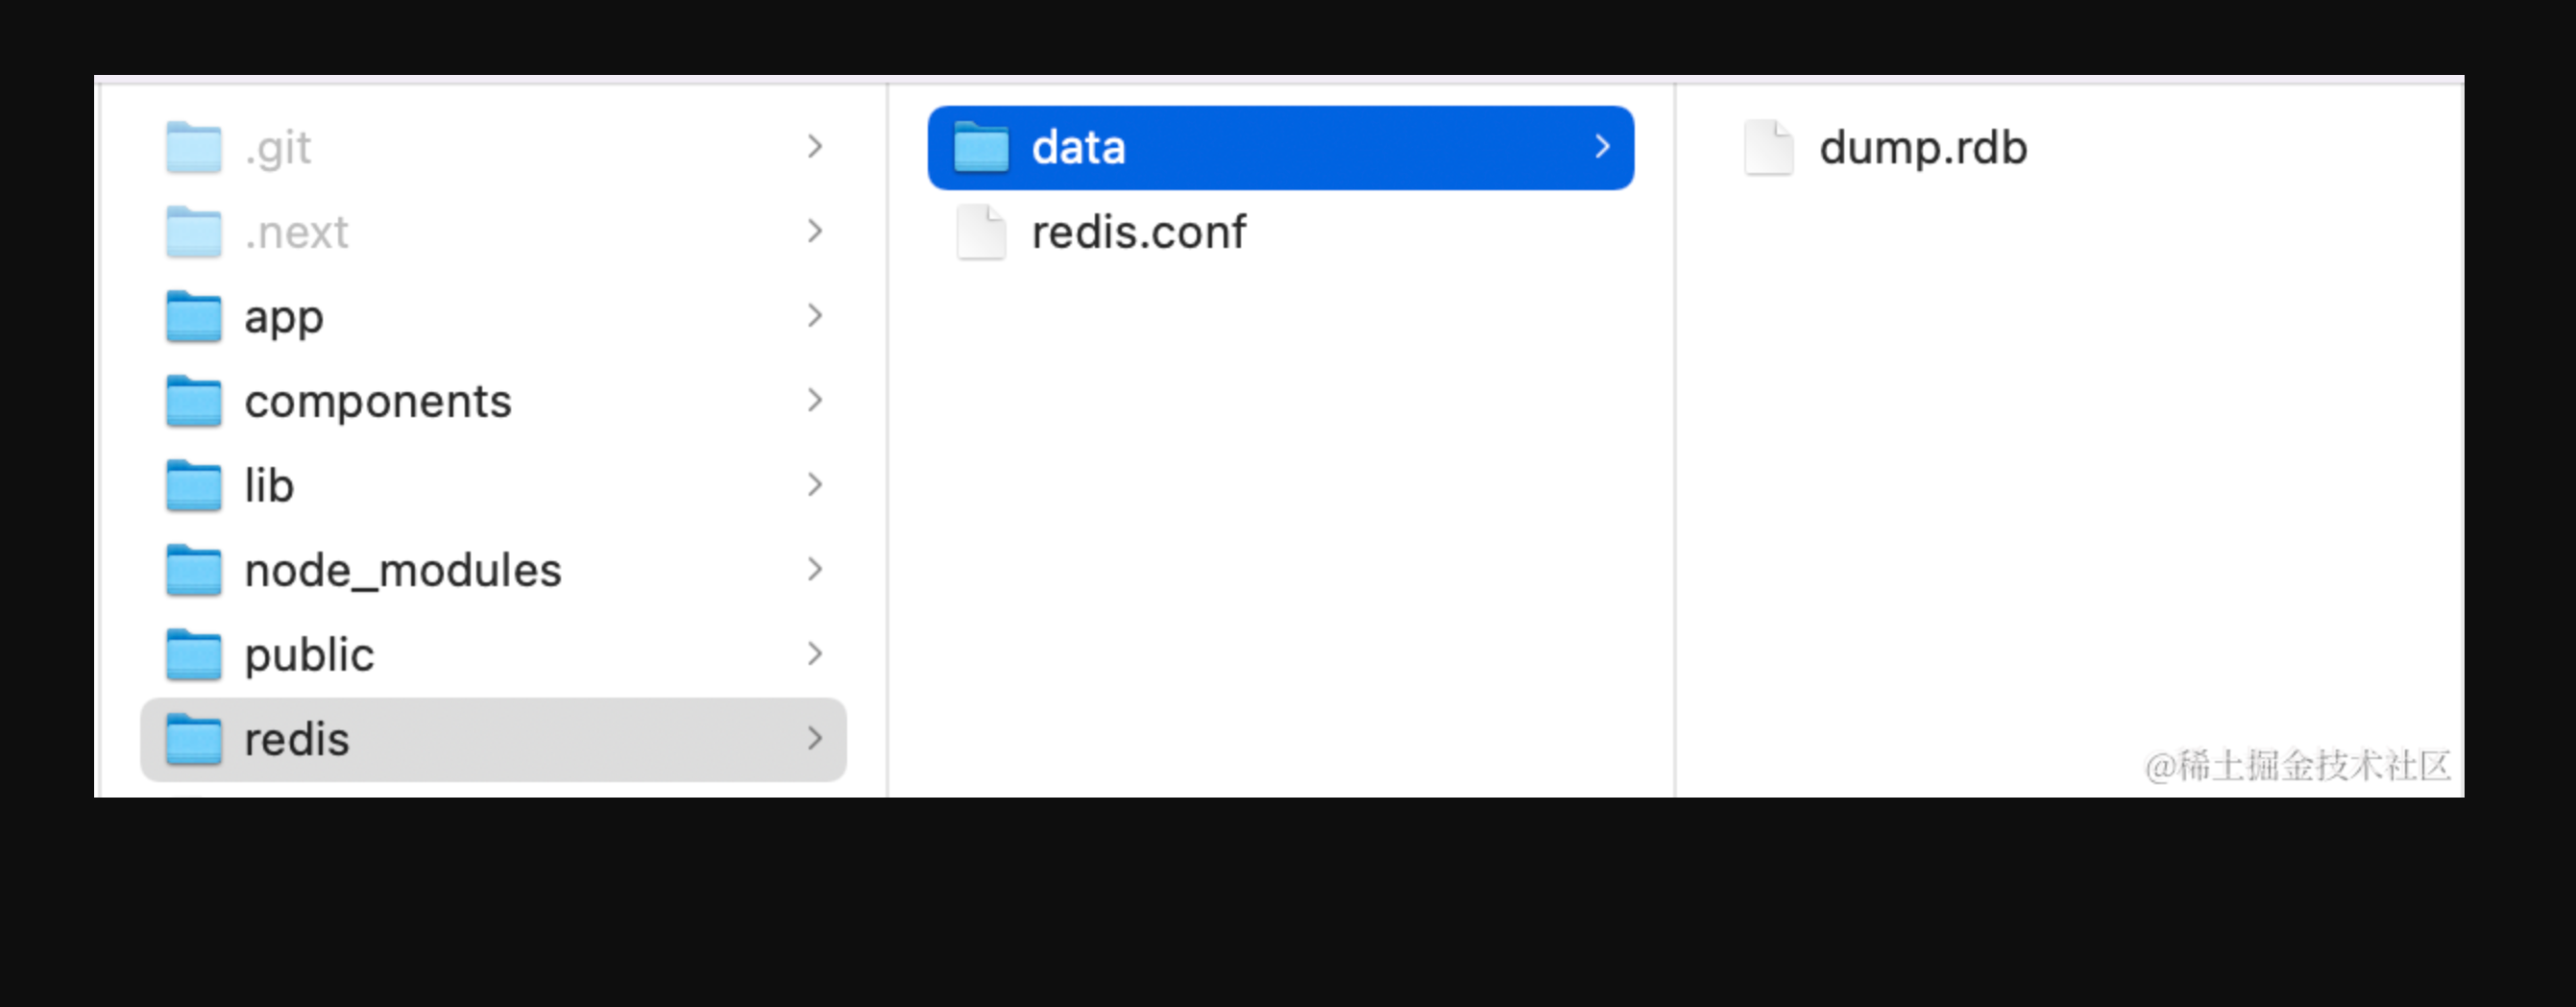 .git
.next
app
components
lib
node_modules
public
redis
data
redis.conf
dump.rdb
@稀土掘金技术社区